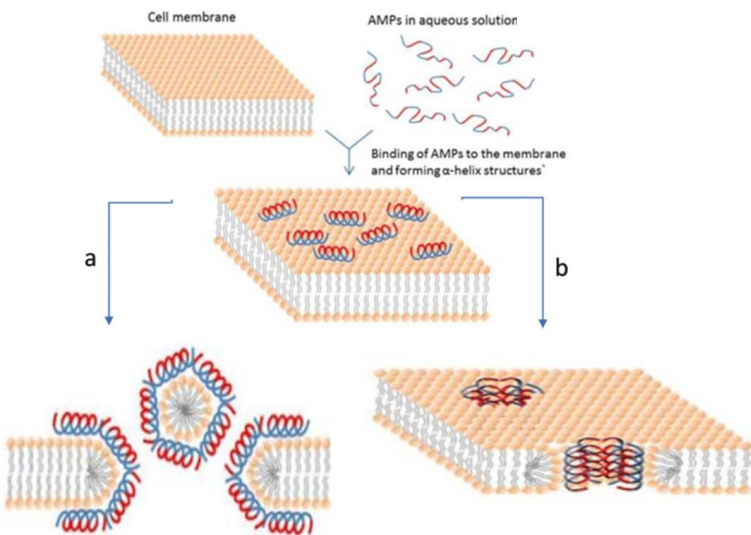 Cell membrane
AMPs in aqueous solution
Binding of AMPs to the membrane
and forming α-helix structures`
a
b